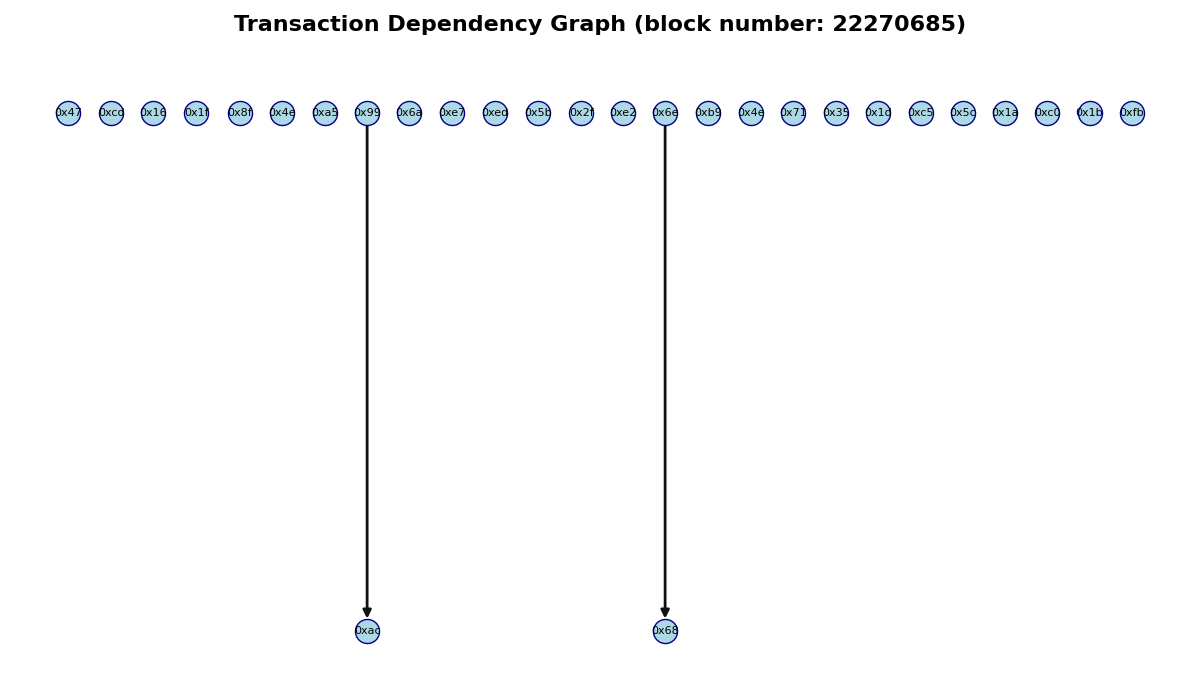 Transaction Dependency Graph (block number: 22270685)
0x47 0xcd 0x16 0x1f 0x8f 0x4e 0xa5 0x99 0x6a 0xe7 0xed 0x5b 0x2f 0xe2 0x6e 0xb9 0x4e 0x71 0x35 0x1d 0xc5 0x5c 0x1a 0xc0 0x1b 0xfb
0xac 0x68